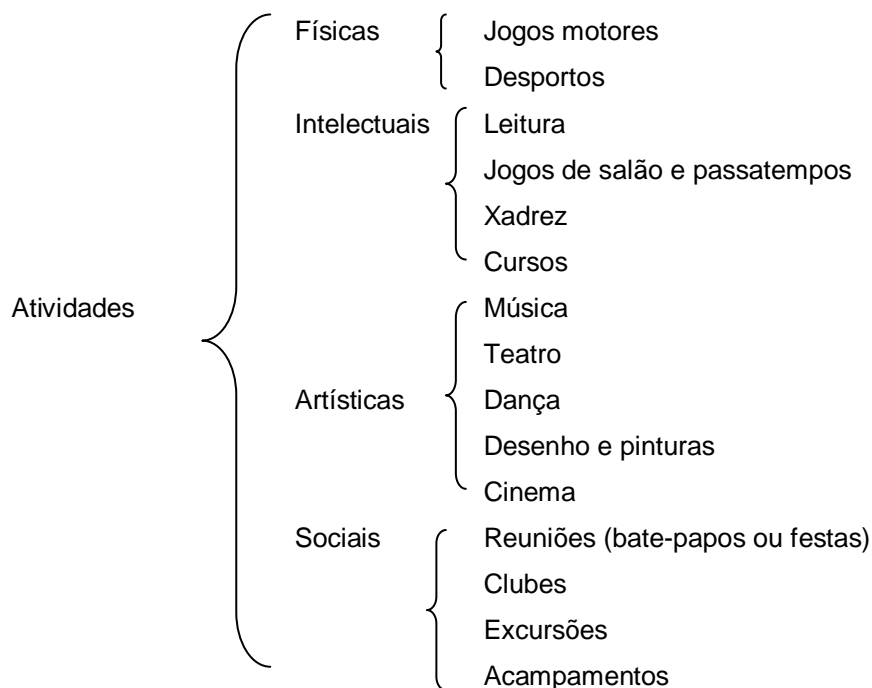 Físicas Jogos motores
Desportos
Intelectuais Leitura
Jogos de salão e passatempos
Xadrez
Cursos
Atividades Música
Teatro
Artísticas Dança
Desenho e pinturas
Cinema
Sociais Reuniões (bate-papos ou festas)
Clubes
Excursões
Acampamentos